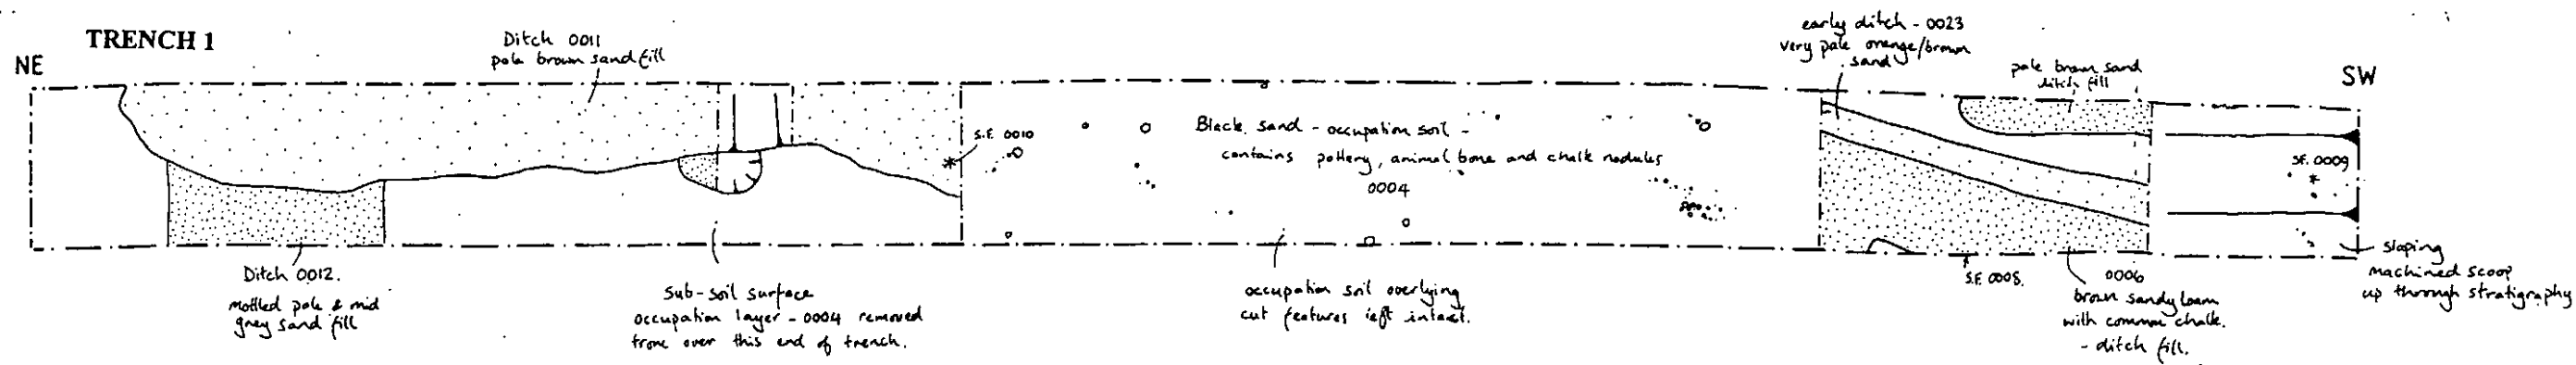 TRENCH 1
NE
Ditch 0011
pale brown sand fill
early ditch - 0023
very pale orange/brown
sand
pale brown sand
ditch fill
SW
S.F. 0010
Black sand - occupation soil -
contains pottery, animal bone and chalk nodules
0004
S.F. 0009
Ditch 0012.
mottled pale & mid
grey sand fill
Sub-soil surface
occupation layer - 0004 removed
from over this end of trench.
occupation soil overlying
cut features left intact.
S.F. 0005.
0006
brown sandy loam
with common chalk.
- ditch fill.
sloping
machined scoop
up through stratigraphy